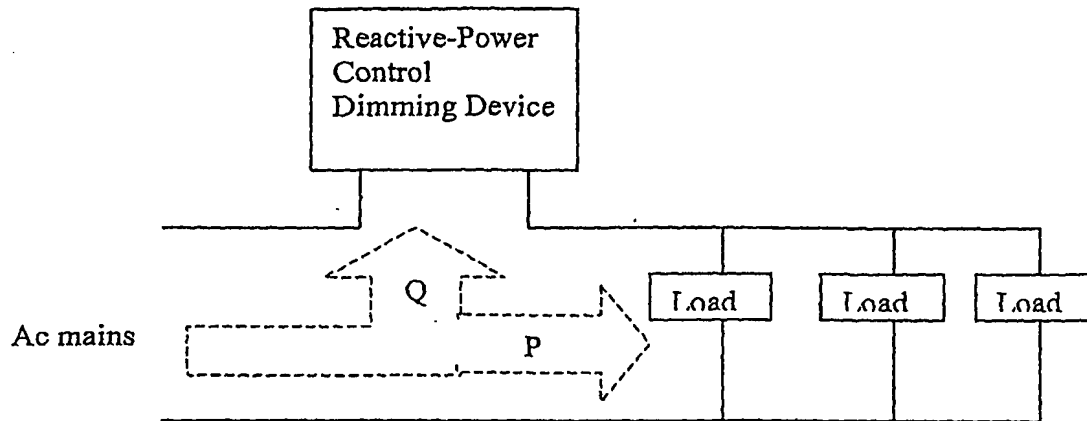 Reactive-Power
Control
Dimming Device
Q
Load
Load
Load
Ac mains
P